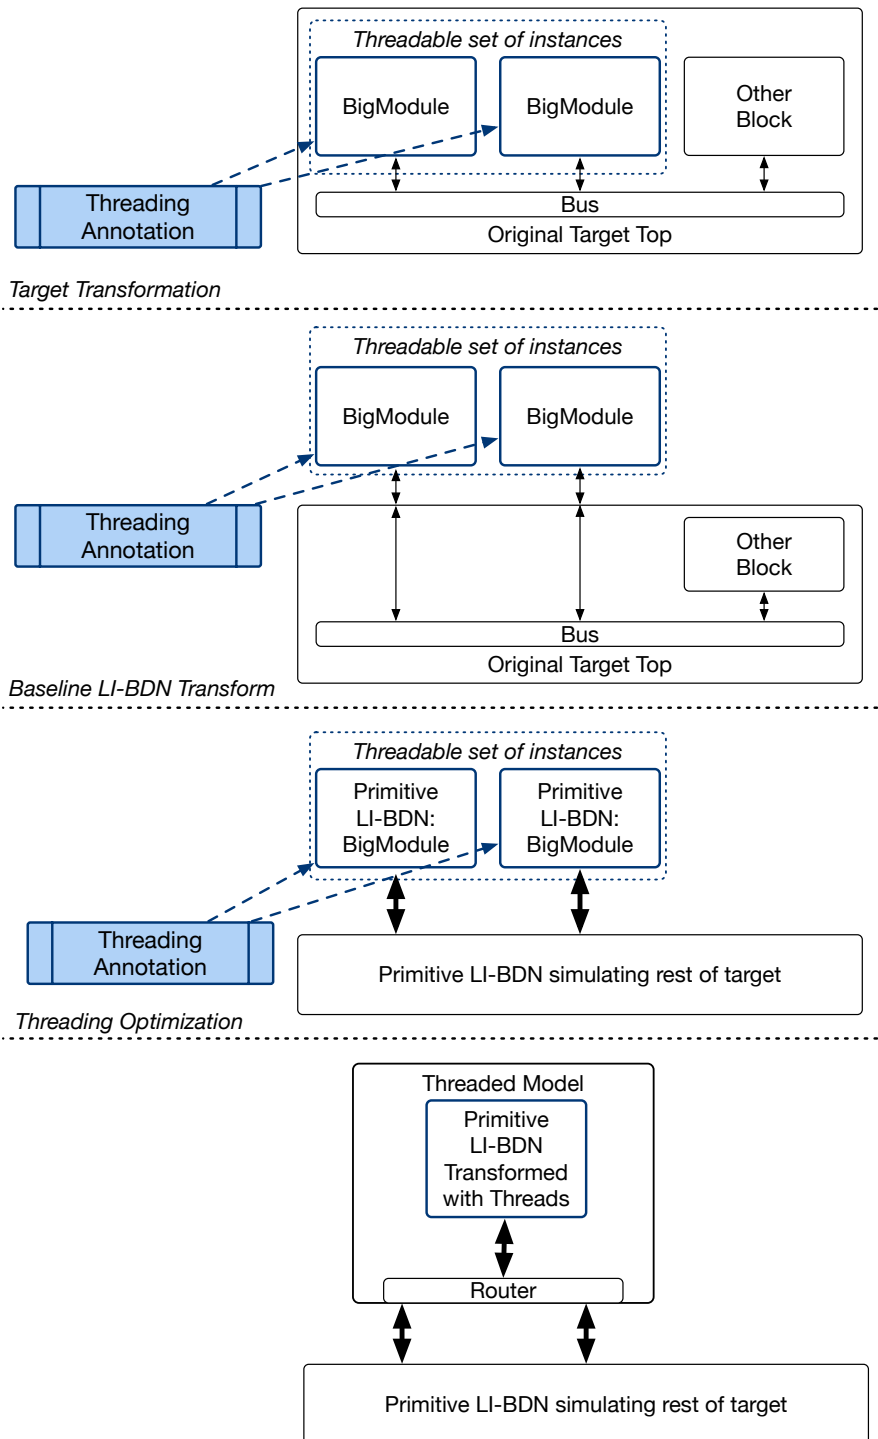 Threadable set of instances
BigModule
BigModule
Other
Block
Threading
Annotation
Bus
Original Target Top
Target Transformation
Threadable set of instances
BigModule
BigModule
Threading
Annotation
Other
Block
Bus
Original Target Top
Baseline LI-BDN Transform
Threadable set of instances
Primitive
LI-BDN:
BigModule
Primitive
LI-BDN:
BigModule
Threading
Annotation
Primitive LI-BDN simulating rest of target
Threading Optimization
Threaded Model
Primitive
LI-BDN
Transformed
with Threads
Router
Primitive LI-BDN simulating rest of target